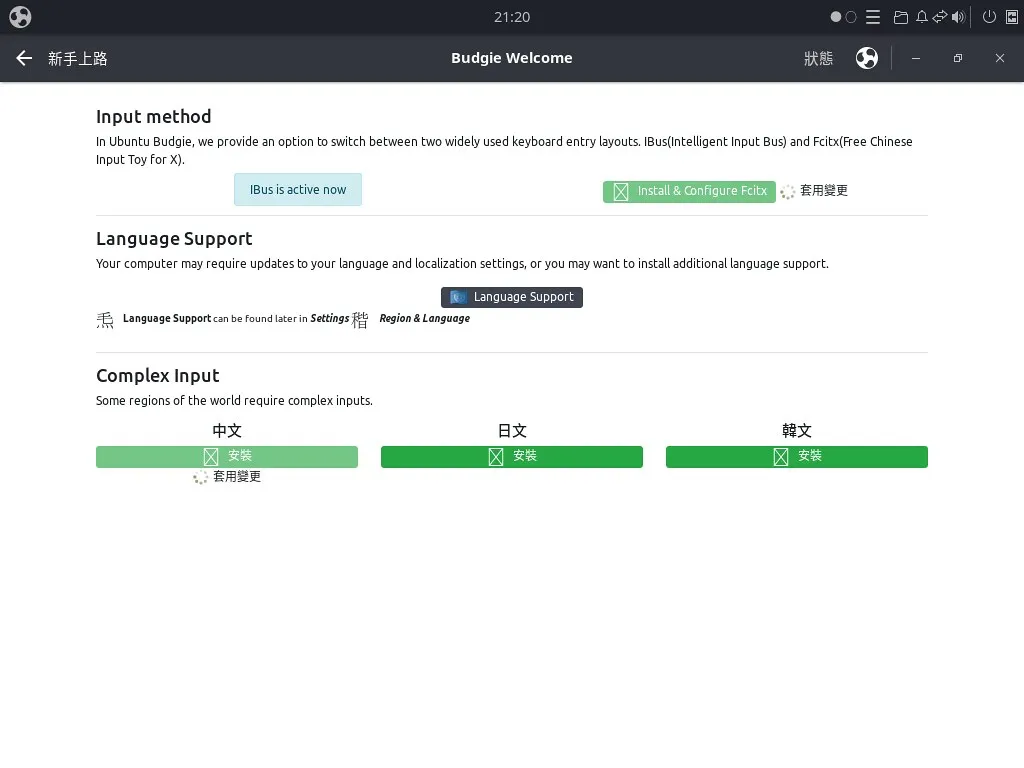 21:20
新手上路
Budgie Welcome
狀態
Input method
In Ubuntu Budgie, we provide an option to switch between two widely used keyboard entry layouts. IBus(Intelligent Input Bus) and Fcitx(Free Chinese
Input Toy for X).
IBus is active now
Install & Configure Fcitx
套用變更
Language Support
Your computer may require updates to your language and localization settings, or you may want to install additional language support.
Language Support
Language Support can be found later in Settings Region & Language
Complex Input
Some regions of the world require complex inputs.
中文
日文
韓文
安裝
安裝
安裝
套用變更